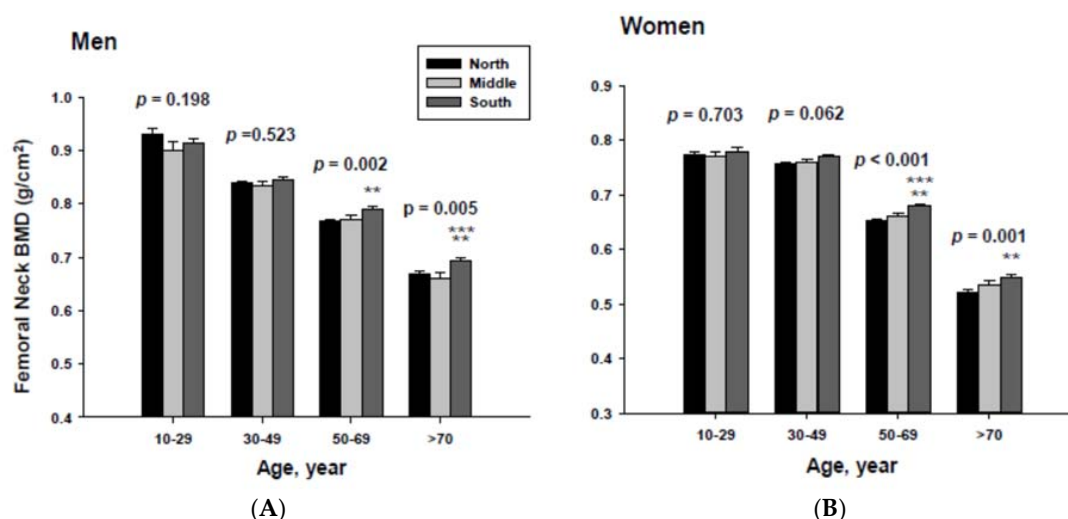 Men
North
Middle
South
p = 0.198
p =0.523
p = 0.002
**
p = 0.005
***
**
Femoral Neck BMD (g/cm²)
1.0
0.9
0.8
0.7
0.6
0.5
0.4
10-29
30-49
50-69
>70
Age, year
(A)
Women
p = 0.703
p = 0.062
p < 0.001
***
**
p = 0.001
**
0.9
0.8
0.7
0.6
0.5
0.4
0.3
10-29
30-49
50-69
>70
Age, year
(B)